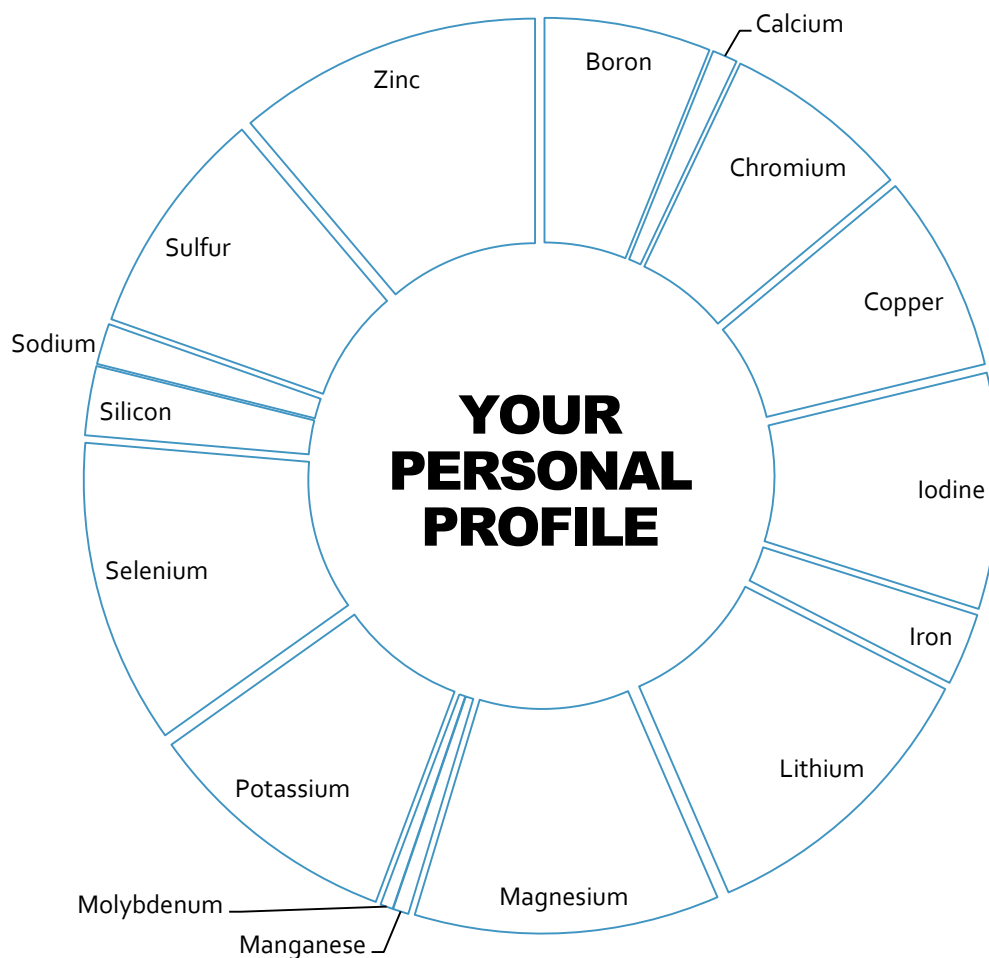 Calcium
Boron
Zinc
Chromium
Sulfur
Copper
Sodium
Silicon
YOUR
PERSONAL
PROFILE
Iodine
Selenium
Iron
Lithium
Potassium
Magnesium
Molybdenum
Manganese